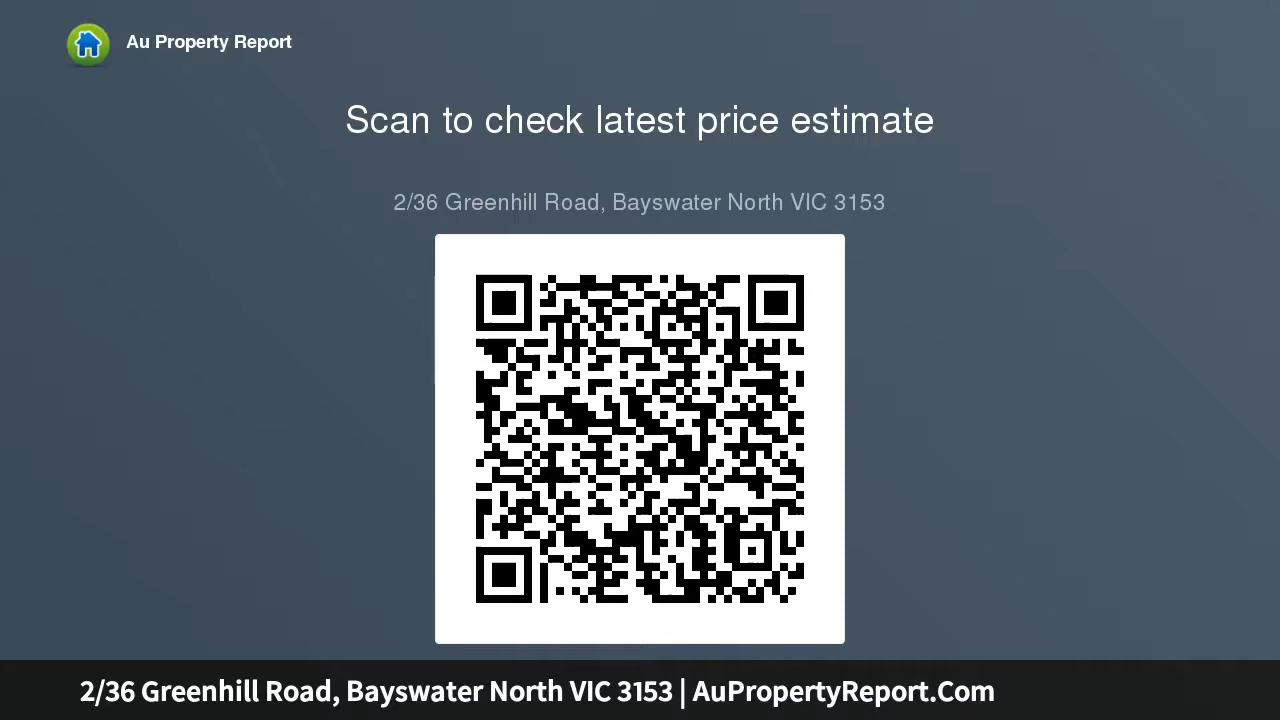 Au Property Report
Scan to check latest price estimate
2/36 Greenhill Road, Bayswater North VIC 3153
2/36 Greenhill Road, Bayswater North VIC 3153 | AuPropertyReport.Com